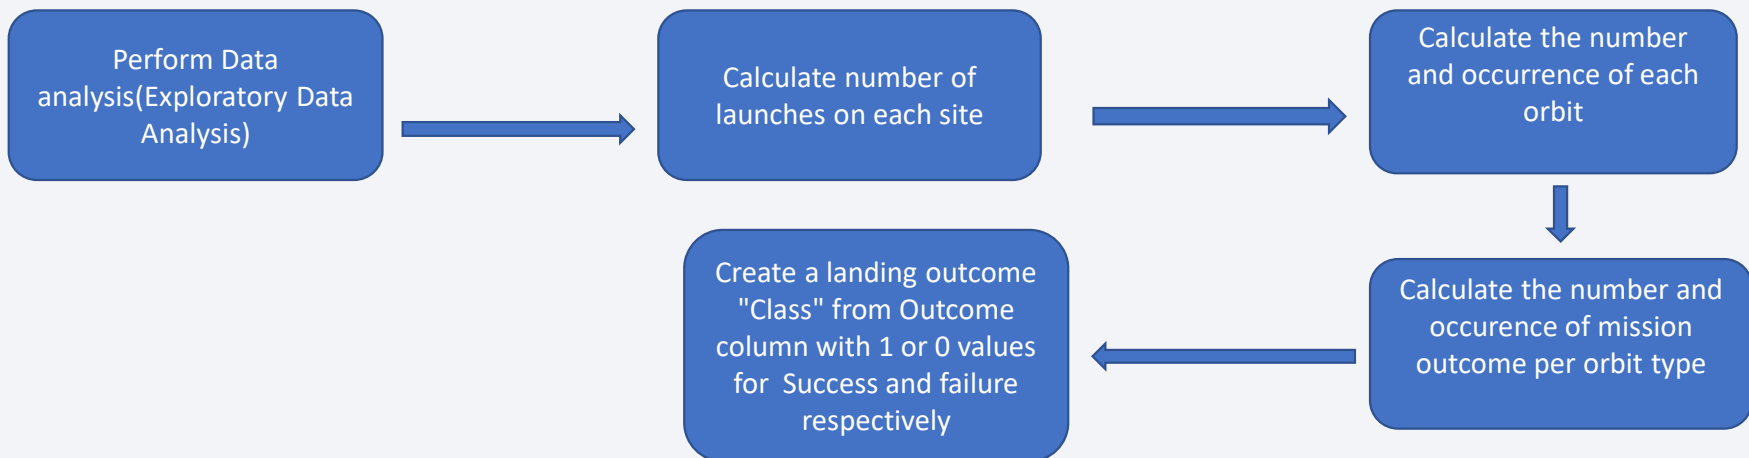 Perform Data
analysis(Exploratory Data
Analysis)
Calculate number of
launches on each site
Calculate the number
and occurrence of each
orbit
Calculate the number and
occurence of mission
outcome per orbit type
Create a landing outcome
"Class" from Outcome
column with 1 or 0 values
for  Success and failure
respectively